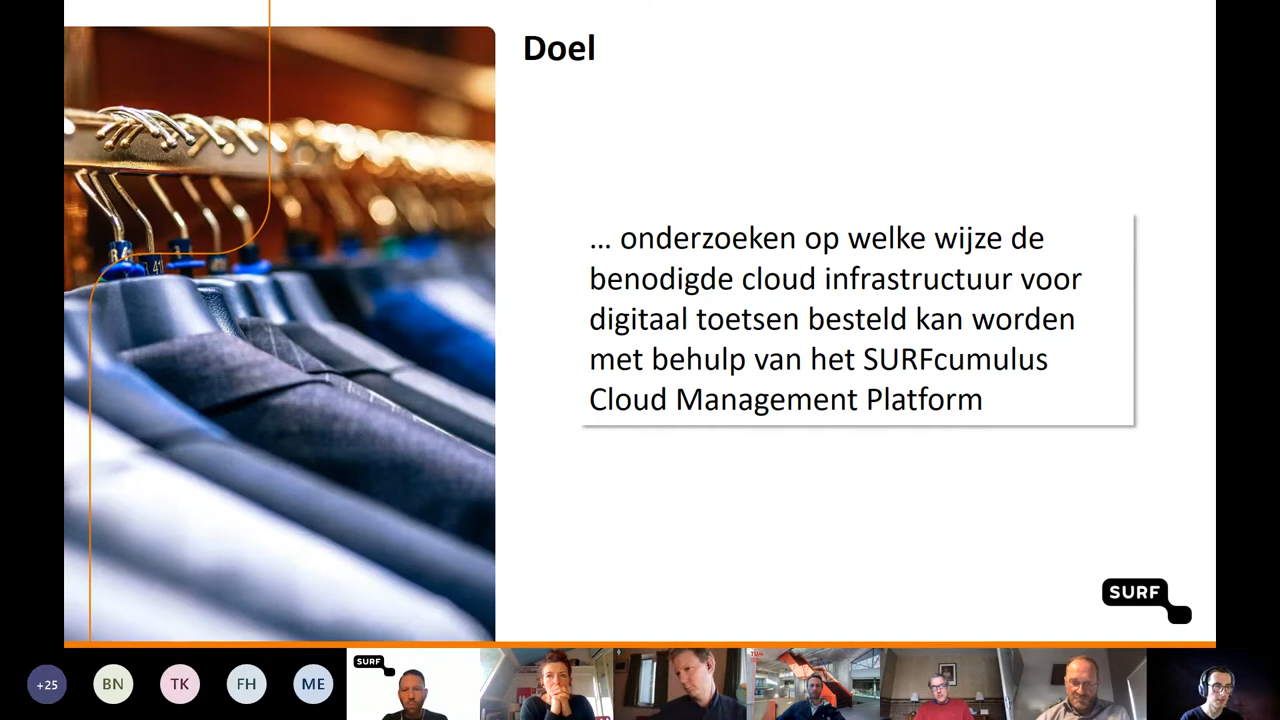 Doel
... onderzoeken op welke wijze de
benodigde cloud infrastructuur voor
digitaal toetsen besteld kan worden
met behulp van het SURFcumulus
Cloud Management Platform
SURF
+25
BN
TK
FH
ME
SURF